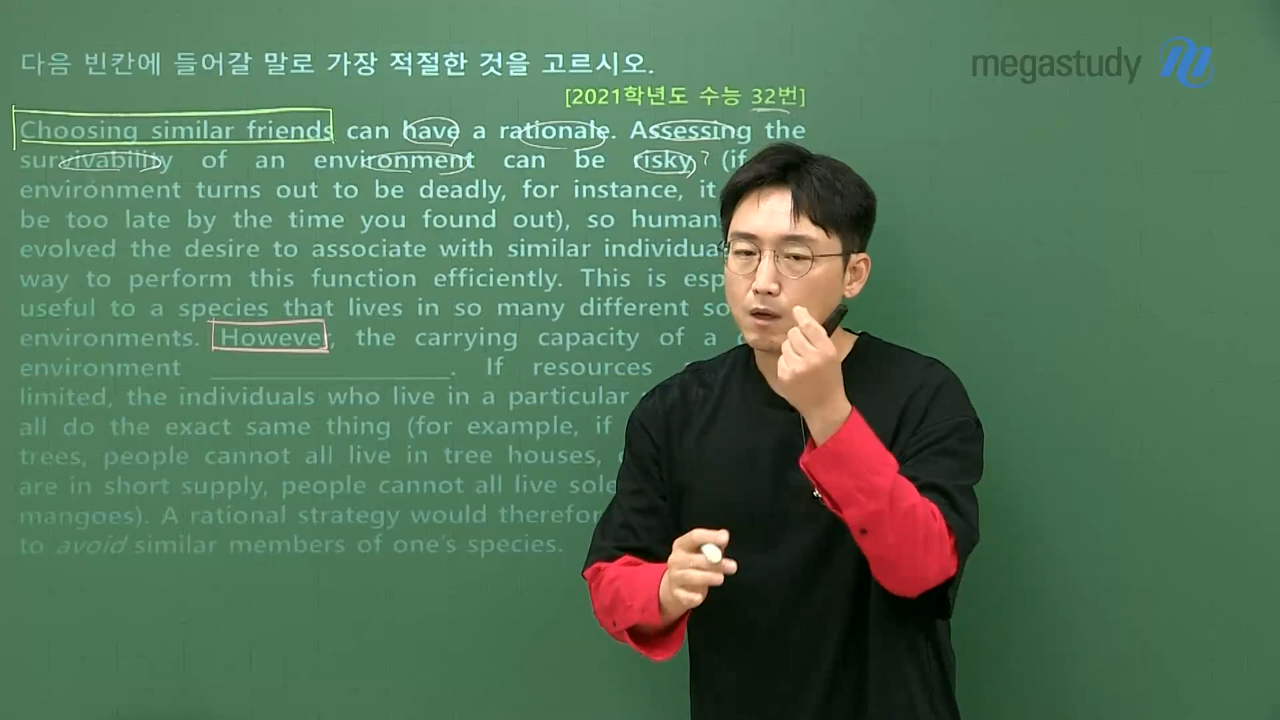 다음 빈칸에 들어갈 말로 가장 적절한 것을 고르시오.
megastudy
[2021학년도 수능 32번]
Choosing similar friends can have a rationale. Assessing the
survivability of an environment can be risky (if
environment turns out to be deadly, for instance, it
be too late by the time you found out), so human
evolved the desire to associate with similar
way to perform this function efficiently. This is
useful to a species that lives in so many different
environments. However, the carrying capacity of a
environment ____________. If resources
limited, the individuals who live in a particular
all do the exact same thing (for example, if
trees, people cannot all live in tree houses,
are in short supply, people cannot all live
mangoes). A rational strategy would
to avoid similar members of one's species.